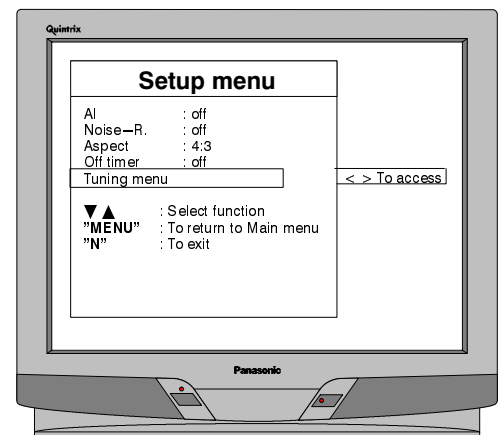 Quintrix
Setup menu
AI : off
Noise–R. : off
Aspect : 4:3
Off timer : off
Tuning menu
< > To access
▼ ▲ : Select function
"MENU" : To return to Main menu
"N" : To exit
Panasonic